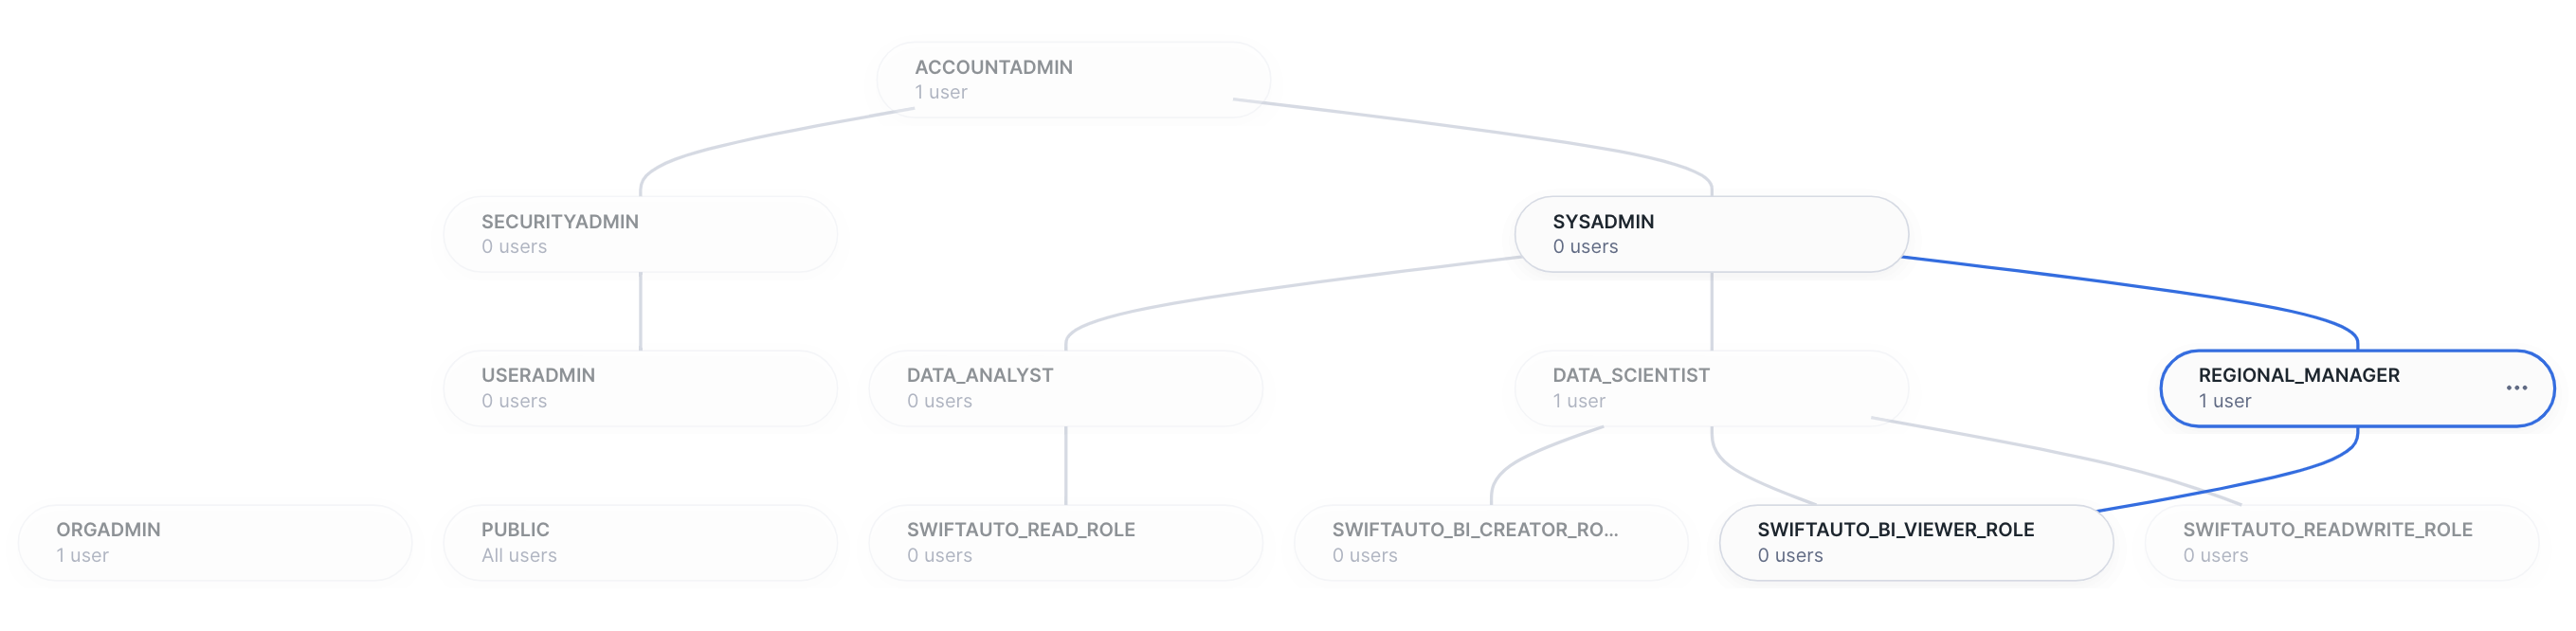 ACCOUNTADMIN
1 user
SECURITYADMIN
0 users
SYSADMIN
0 users
USERADMIN
0 users
DATA_ANALYST
0 users
DATA_SCIENTIST
1 user
REGIONAL_MANAGER
1 user
ORGADMIN
1 user
PUBLIC
All users
SWIFTAUTO_READ_ROLE
0 users
SWIFTAUTO_BI_CREATOR_RO...
0 users
SWIFTAUTO_BI_VIEWER_ROLE
0 users
SWIFTAUTO_READWRITE_ROLE
0 users